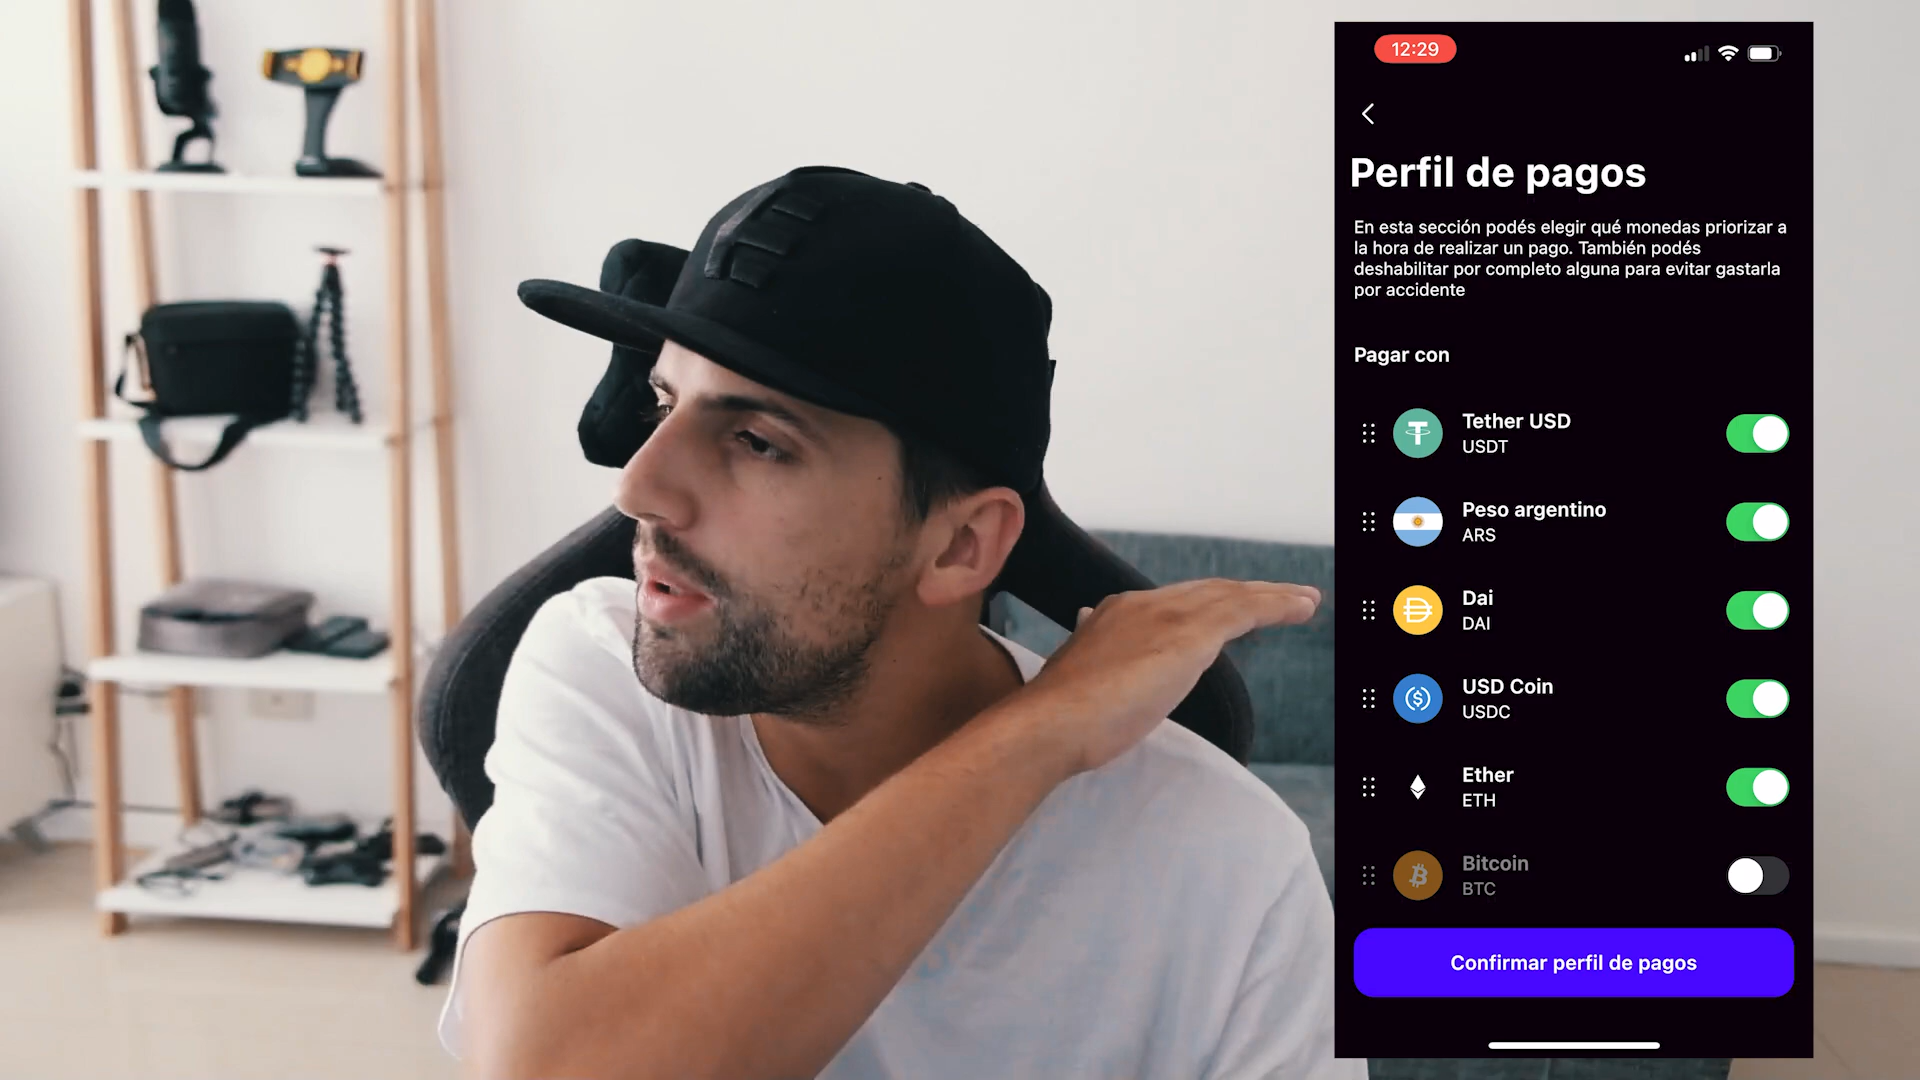 12:29
Perfil de pagos
En esta sección podés elegir qué monedas priorizar a
la hora de realizar un pago. También podés
deshabilitar por completo alguna para evitar gastarla
por accidente
Pagar con
Tether USD
USDT
Peso argentino
ARS
Dai
DAI
USD Coin
USDC
Ether
ETH
Bitcoin
BTC
Confirmar perfil de pagos